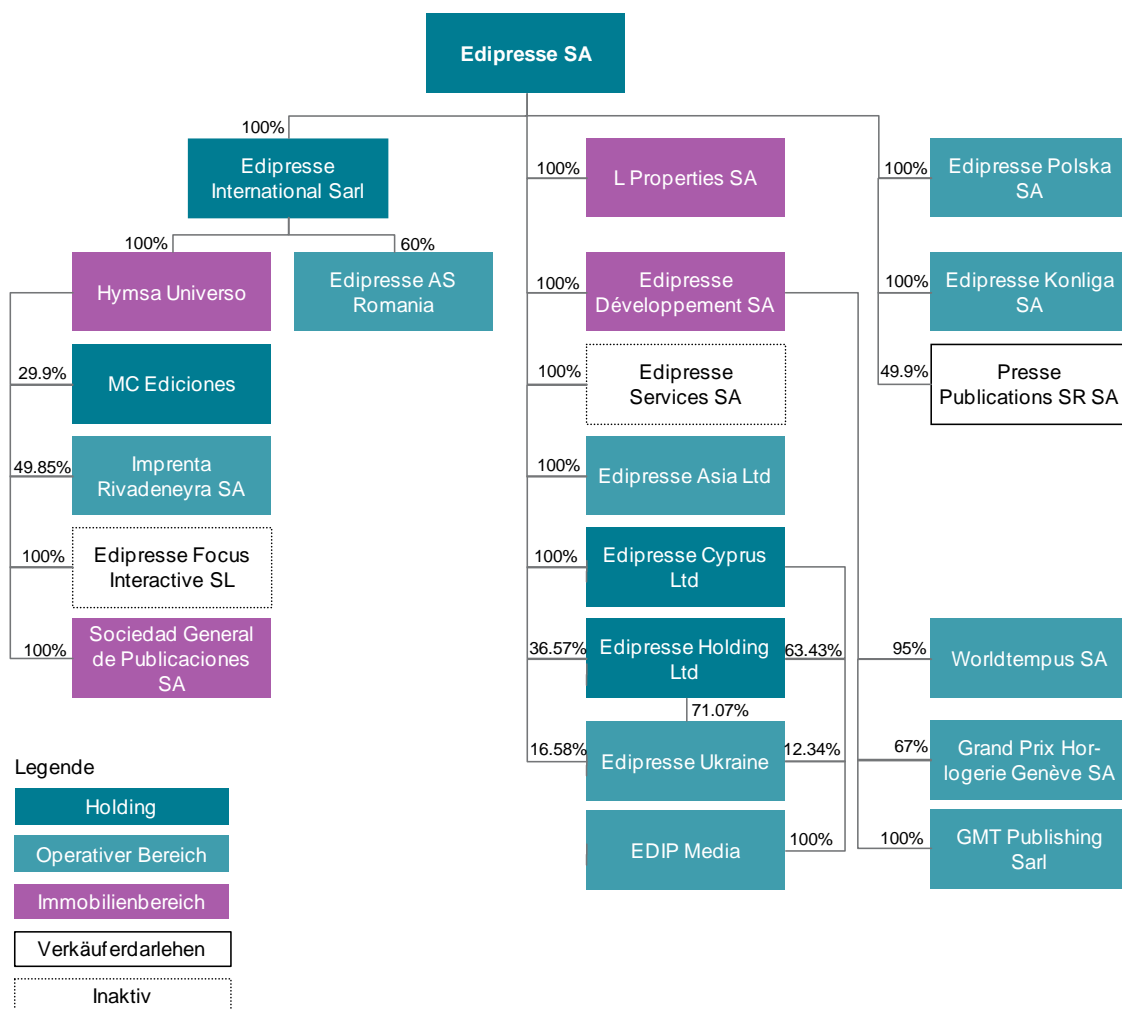 Edipresse SA
100%
Edipresse
International Sarl
100%
L Properties SA
100%
Edipresse Polska
SA
100%
60%
Hymsa Universo
Edipresse AS
Romania
100%
Edipresse
Développement SA
100%
Edipresse Konliga
SA
29.9%
MC Ediciones
100%
Edipresse
Services SA
49.9%
Presse
Publications SR SA
49.85%
Imprenta
Rivadeneyra SA
100%
Edipresse Asia Ltd
100%
Edipresse Focus
Interactive SL
100%
Edipresse Cyprus
Ltd
100%
Sociedad General
de Publicaciones
SA
36.57%
Edipresse Holding
Ltd
63.43%
95%
Worldtempus SA
71.07%
16.58%
Edipresse Ukraine
12.34%
67%
Grand Prix Hor-
logerie Genève SA
EDIP Media
100%
100%
GMT Publishing
Sarl
Legende
Holding
Operativer Bereich
Immobilienbereich
Verkäuferdarlehen
Inaktiv